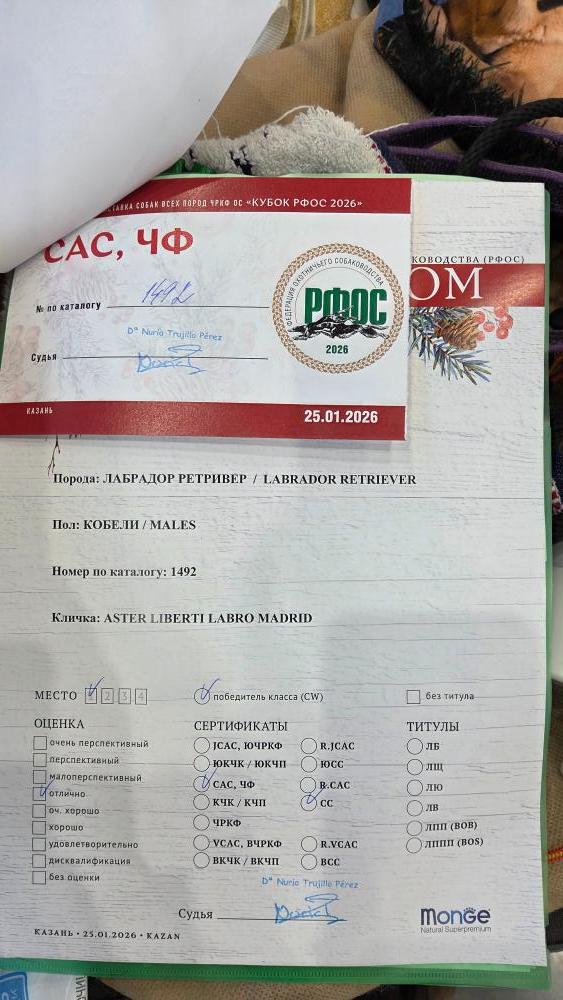 ТАВКА СОБАК ВСЕХ ПОРОД ЧРКФ ОС «КУБОК РФОС 2026»
САС, ЧФ
№ по каталогу 1492
Dª Nuria Trujillo Pérez
Судья
ФЕДЕРАЦИЯ ОХОТНИЧЬЕГО СОБАКОВОДСТВА
РФОС
2026
КАЗАНЬ
25.01.2026
КОВОДСТВА (РФОС)
ОМ
Порода: ЛАБРАДОР РЕТРИВЕР / LABRADOR RETRIEVER
Пол: КОБЕЛИ / MALES
Номер по каталогу: 1492
Кличка: ASTER LIBERTI LABRO MADRID
МЕСТО 1 2 3 4 победитель класса (CW) без титула
ОЦЕНКА
очень перспективный
перспективный
малоперспективный
отлично
оч. хорошо
хорошо
удовлетворительно
дисквалификация
без оценки
СЕРТИФИКАТЫ
JCAC, ЮЧРКФ R.JCAC
ЮКЧК / ЮКЧП ЮСС
САС, ЧФ R.CAC
КЧК / КЧП СС
ЧРКФ
VCAC, ВЧРКФ R.VCAC
ВКЧК / ВКЧП ВСС
ТИТУЛЫ
ЛБ
ЛЩ
ЛЮ
ЛВ
ЛПП (BOB)
ЛППП (BOS)
Dª Nuria Trujillo Pérez
Судья
MONGE
Natural Superpremium
КАЗАНЬ • 25.01.2026 • KAZAN